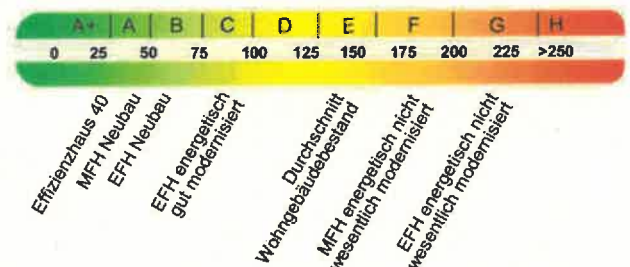 A+ A B C D E F G H
0 25 50 75 100 125 150 175 200 225 >250
Effizienzhaus 40
MFH Neubau
EFH Neubau
EFH energetisch
gut modernisiert
Durchschnitt
Wohngebäudebestand
MFH energetisch nicht
wesentlich modernisiert
EFH energetisch nicht
wesentlich modernisiert